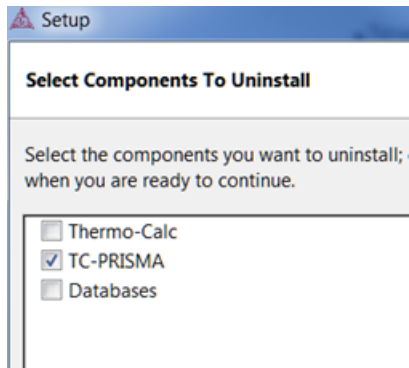 Setup
Select Components To Uninstall
Select the components you want to uninstall;
when you are ready to continue.
Thermo-Calc
TC-PRISMA
Databases